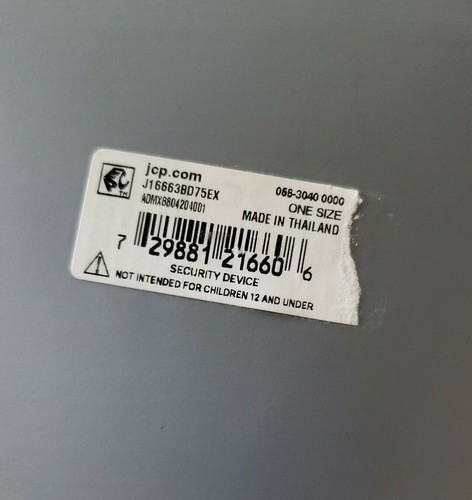 jcp.com
J16663BD75EX
ADMX8804204001
058-3040 0000
ONE SIZE
MADE IN THAILAND
7 29881 21660 6
SECURITY DEVICE
NOT INTENDED FOR CHILDREN 12 AND UNDER